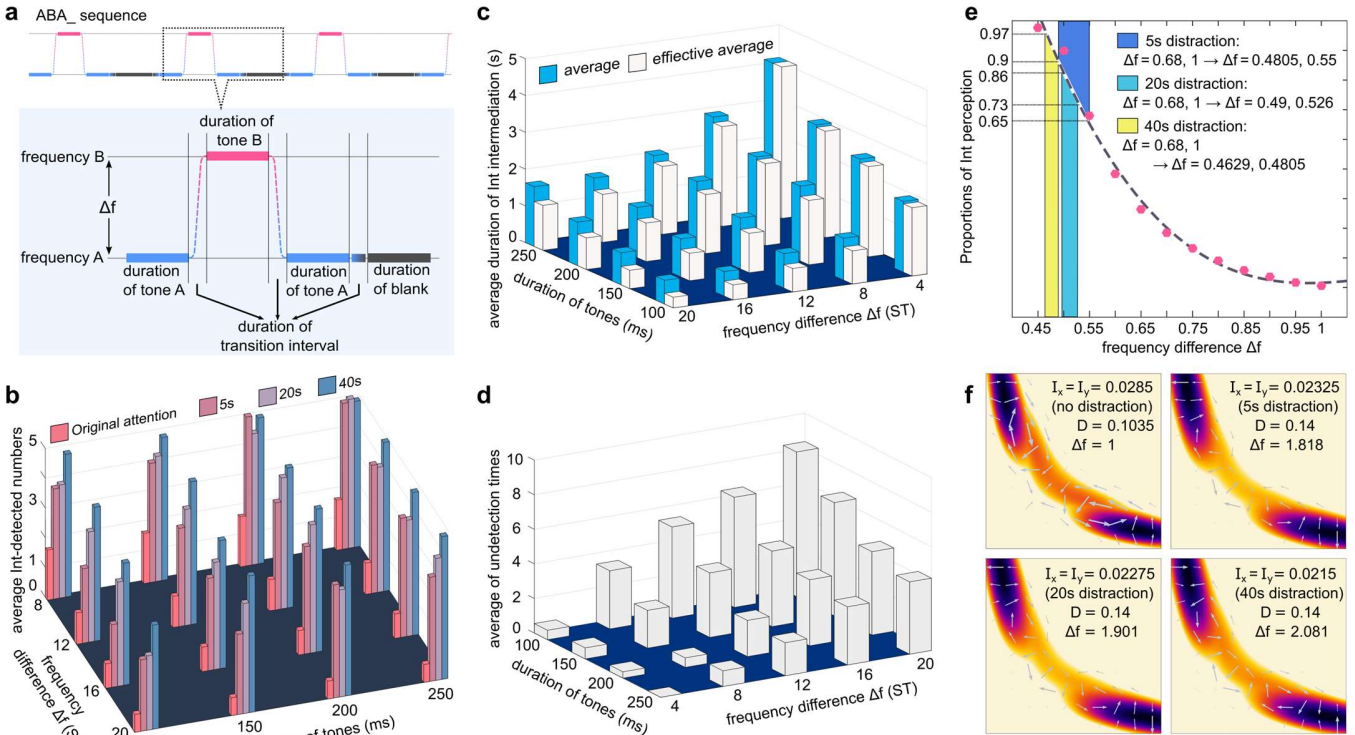 a
ABA_ sequence
duration of
tone B
frequency B
Δf
frequency A
duration
of tone A
duration
of tone A
duration
of blank
duration of
transition interval
b
Original attention
5s
20s
40s
average Int-detected numbers
5
4
3
2
1
0
8
12
16
20
frequency
difference Δf
150
200
250
of tones (ms)
c
average
effective average
average duration of Int intermediation (s)
5
4
3
2
1
0
250
200
150
100
duration of tones (ms)
20
16
12
8
4
frequency difference Δf (ST)
d
average of undetection times
10
8
6
4
2
0
100
150
200
250
duration of tones (ms)
4
8
12
16
20
frequency difference Δf (ST)
e
Proportions of Int perception
0.97
0.9
0.86
0.73
0.65
5s distraction:
Δf = 0.68, 1 → Δf = 0.4805, 0.55
20s distraction:
Δf = 0.68, 1 → Δf = 0.49, 0.526
40s distraction:
Δf = 0.68, 1
→ Δf = 0.4629, 0.4805
0.45 0.55 0.65 0.75 0.85 0.95 1
frequency difference Δf
f
Ix = Iy = 0.0285
(no distraction)
D = 0.1035
Δf = 1
Ix = Iy = 0.02325
(5s distraction)
D = 0.14
Δf = 1.818
Ix = Iy = 0.02275
(20s distraction)
D = 0.14
Δf = 1.901
Ix = Iy = 0.0215
(40s distraction)
D = 0.14
Δf = 2.081